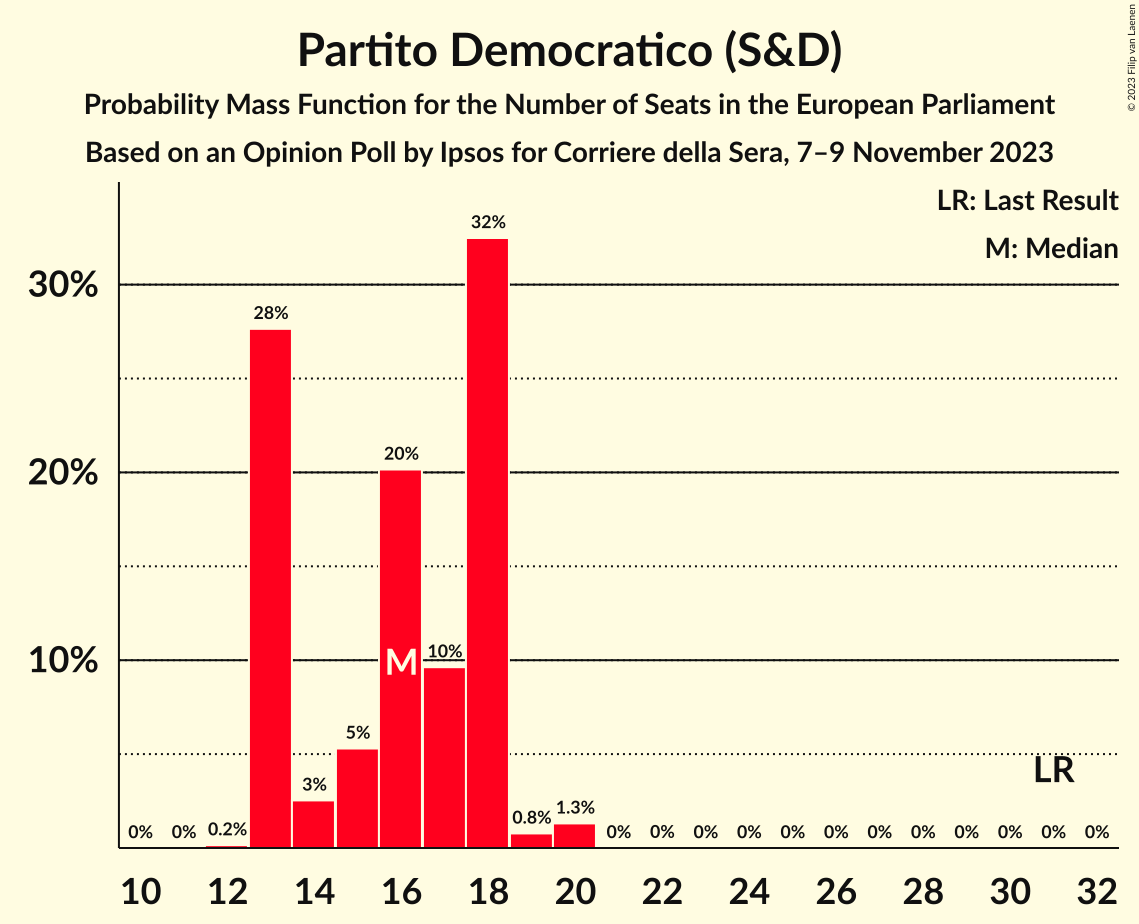 Partito Democratico (S&D)
Probability Mass Function for the Number of Seats in the European Parliament
Based on an Opinion Poll by Ipsos for Corriere della Sera, 7–9 November 2023
© 2023 Filip van Laenen
LR: Last Result
M: Median
30%
20%
10%
0%
0%
0.2%
28%
3%
5%
20%
10%
32%
0.8%
1.3%
0%
0%
0%
0%
0%
0%
0%
0%
0%
0%
0%
0%
M
LR
10 12 14 16 18 20 22 24 26 28 30 32